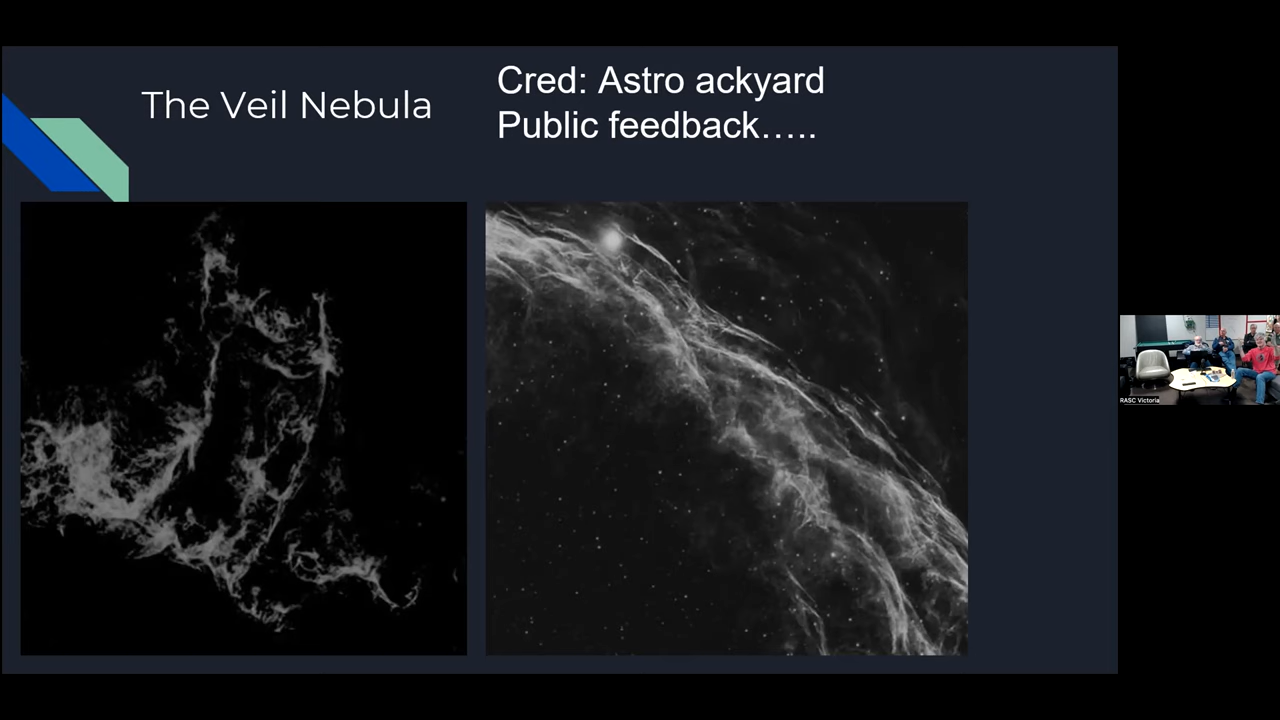 The Veil Nebula
Cred: Astro ackyard
Public feedback.....
RASC Victoria